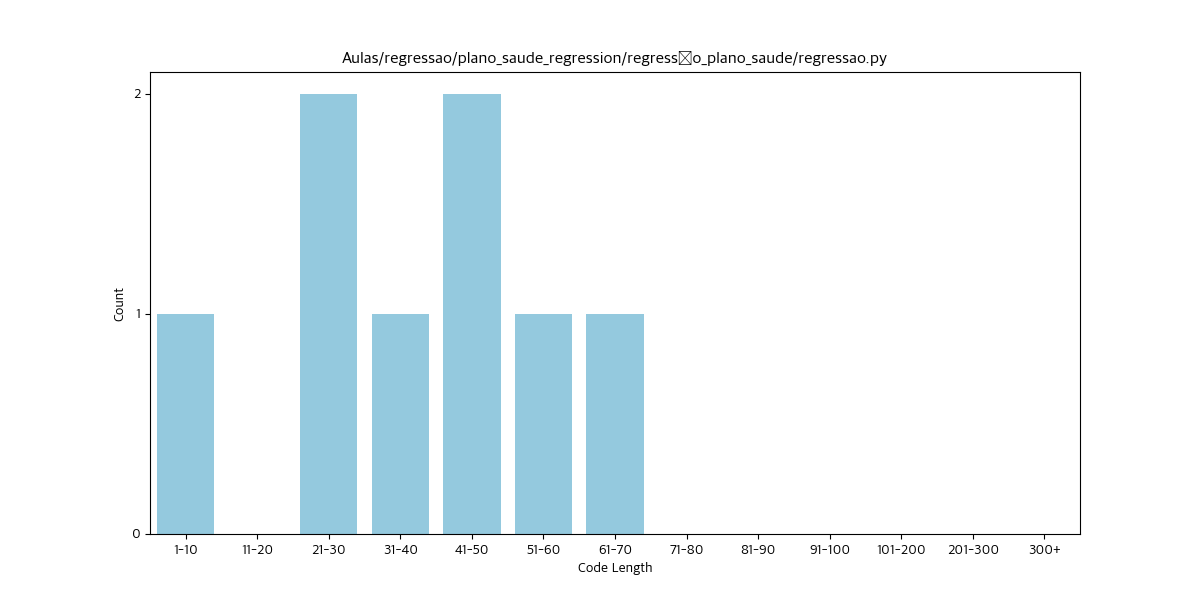 Aulas/regressao/plano_saude_regression/regress☒o_plano_saude/regressao.py
2
1
0
Count
1-10 11-20 21-30 31-40 41-50 51-60 61-70 71-80 81-90 91-100 101-200 201-300 300+
Code Length